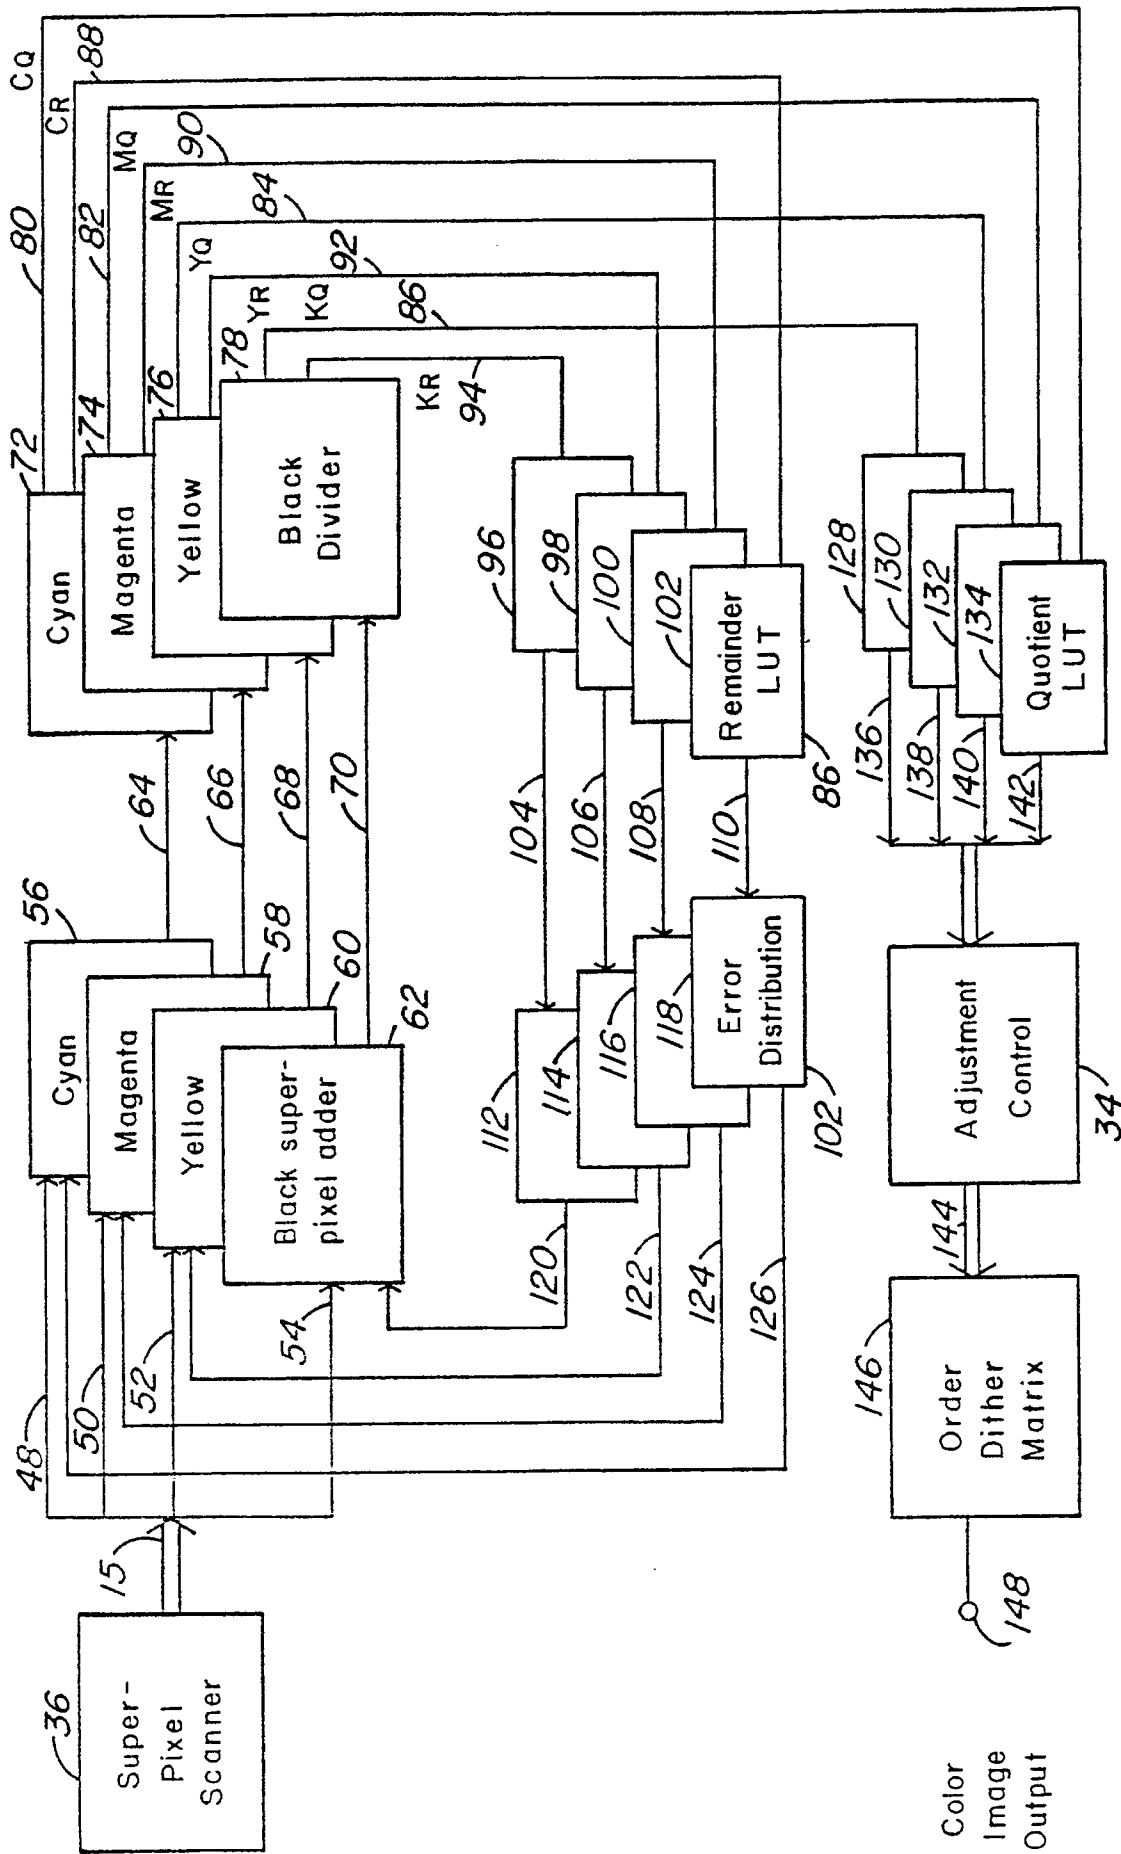 36
Super-
Pixel
Scanner
15
48
50
52
54
Cyan
56
Magenta
58
Yellow
60
Black super-
pixel adder
62
64
66
68
70
Cyan
72
Magenta
74
Yellow
76
Black
Divider
78
80
CQ
CR
88
82
MQ
90
MR
84
YQ
92
YR
KQ
86
KR
94
96
98
100
102
Remainder
LUT
86
104
106
108
110
112
114
116
118
Error
Distribution
102
120
122
124
126
128
130
132
134
Quotient
LUT
136
138
140
142
Adjustment
Control
34
144
146
Order
Dither
Matrix
148
Color
Image
Output